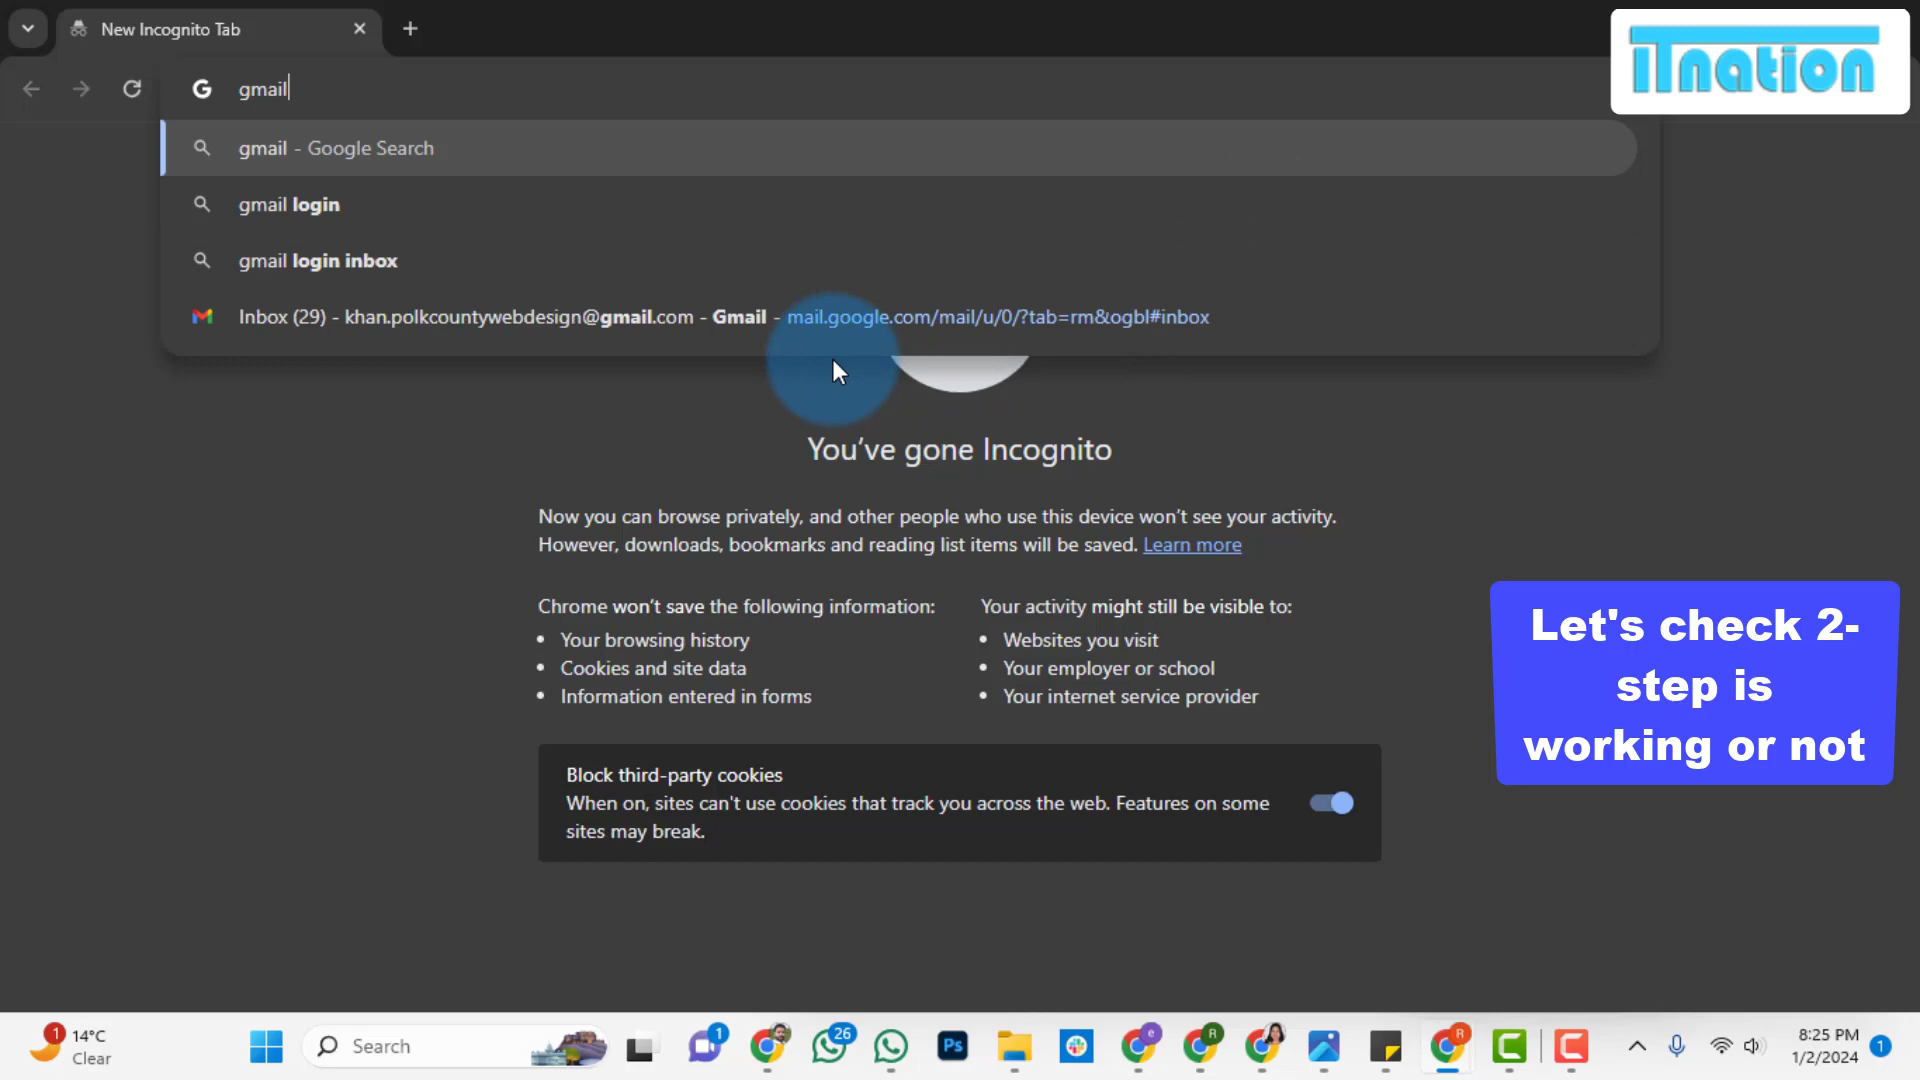 New Incognito Tab
iTnation
gmail
gmail - Google Search
gmail login
gmail login inbox
Inbox (29) - khan.polkcountywebdesign@gmail.com - Gmail - mail.google.com/mail/u/0/?tab=rm&ogbl#inbox
You've gone Incognito
Now you can browse privately, and other people who use this device won't see your activity.
However, downloads, bookmarks and reading list items will be saved. Learn more
Chrome won't save the following information:
Your browsing history
Cookies and site data
Information entered in forms
Your activity might still be visible to:
Websites you visit
Your employer or school
Your internet service provider
Let's check 2-
step is
working or not
Block third-party cookies
When on, sites can't use cookies that track you across the web. Features on some
sites may break.
1
14°C
Clear
Search
1
26
Ps
e
R
R
8:25 PM
1/2/2024
1